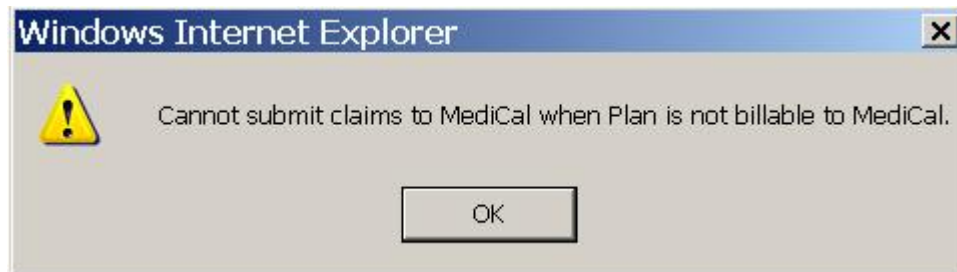 Windows Internet Explorer
Cannot submit claims to MediCal when Plan is not billable to MediCal.
OK